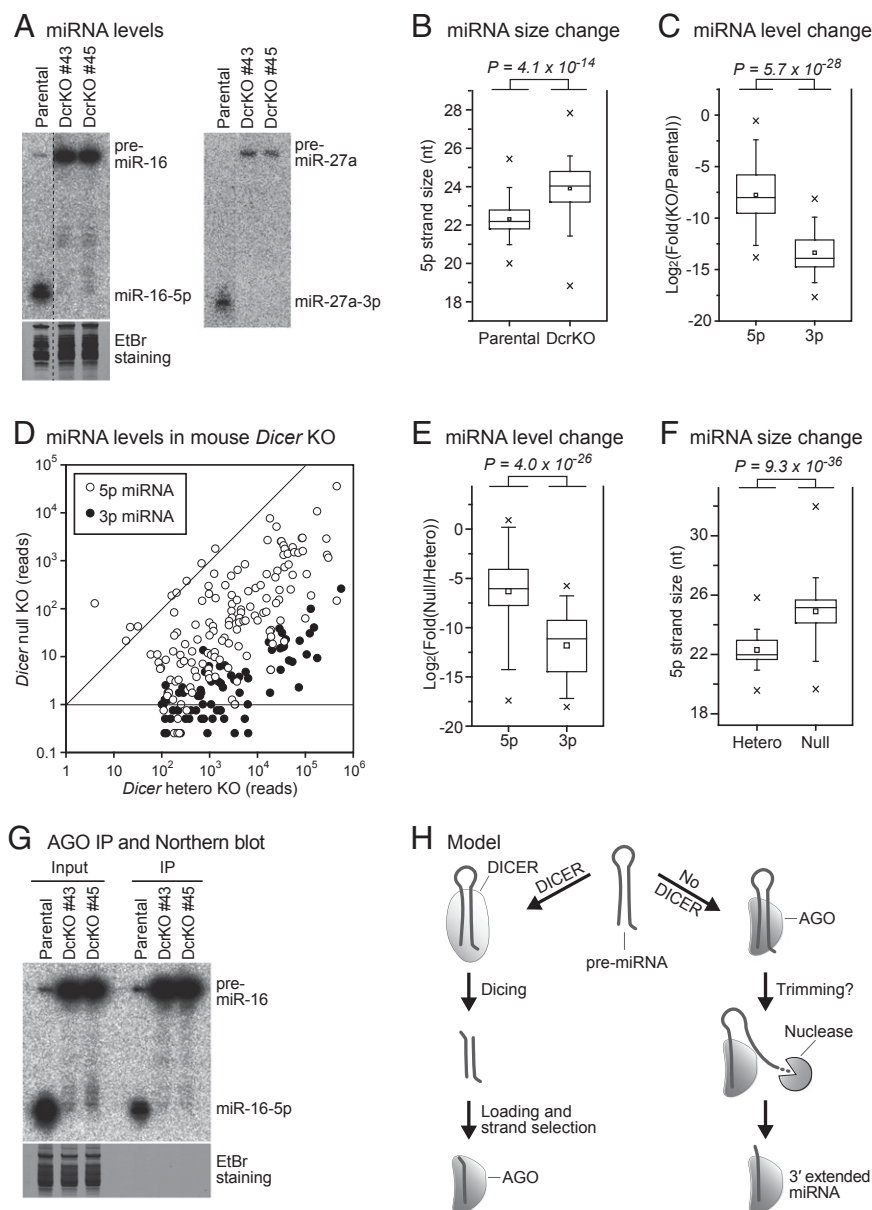 A miRNA levels
Parental
DcrKO #43
DcrKO #45
pre-
miR-16
miR-16-5p
EtBr
staining
Parental
DcrKO #43
DcrKO #45
pre-
miR-27a
miR-27a-3p
B miRNA size change
P = 4.1 x 10-14
5p strand size (nt)
28
26
24
22
20
18
Parental DcrKO
C miRNA level change
P = 5.7 x 10-28
Log2(Fold(KO/Parental))
0
-5
-10
-15
-20
5p 3p
D miRNA levels in mouse Dicer KO
5p miRNA
3p miRNA
Dicer null KO (reads)
105
104
103
102
10
1
0.1
1 10 102 103 104 105 106
Dicer hetero KO (reads)
E miRNA level change
P = 4.0 x 10-26
Log2(Fold(Null/Hetero))
0
-5
-10
-15
-20
5p 3p
F miRNA size change
P = 9.3 x 10-36
5p strand size (nt)
30
26
22
18
Hetero Null
G AGO IP and Northern blot
Input IP
Parental
DcrKO #43
DcrKO #45
Parental
DcrKO #43
DcrKO #45
pre-
miR-16
miR-16-5p
EtBr
staining
H Model
DICER
DICER
No
DICER
pre-miRNA
AGO
Dicing
Trimming?
Nuclease
Loading and
strand selection
AGO
3′ extended
miRNA